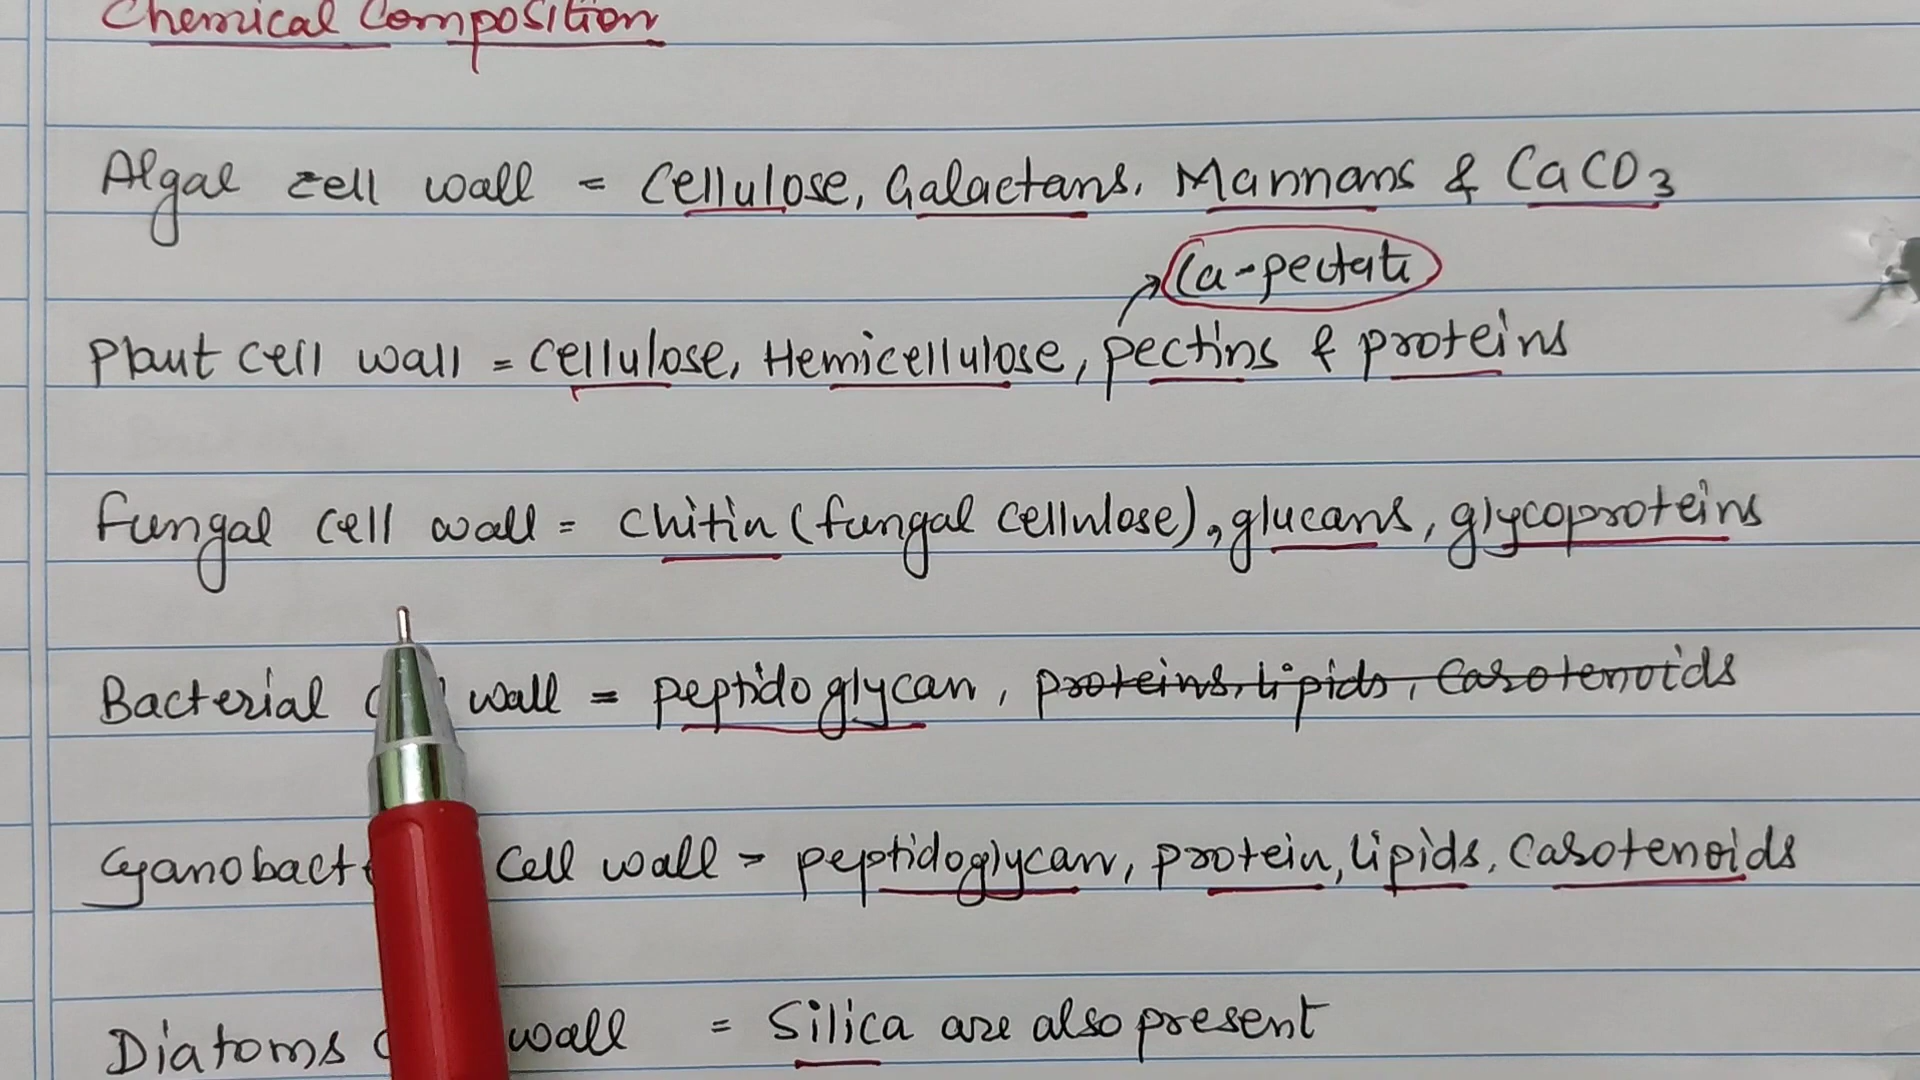 Chemical Composition
Algal cell wall = Cellulose, Galactans, Mannans & CaCO3
Ca-pectate
Plant cell wall = cellulose, Hemicellulose, pectins & proteins
Fungal cell wall = chitin (fungal cellulose), glucans, glycoproteins
Bacterial wall = peptidoglycan, proteins, lipids, Carotenoids
Cell wall = peptidoglycan, protein, lipids, Carotenoids
Diatoms wall = Silica are also present